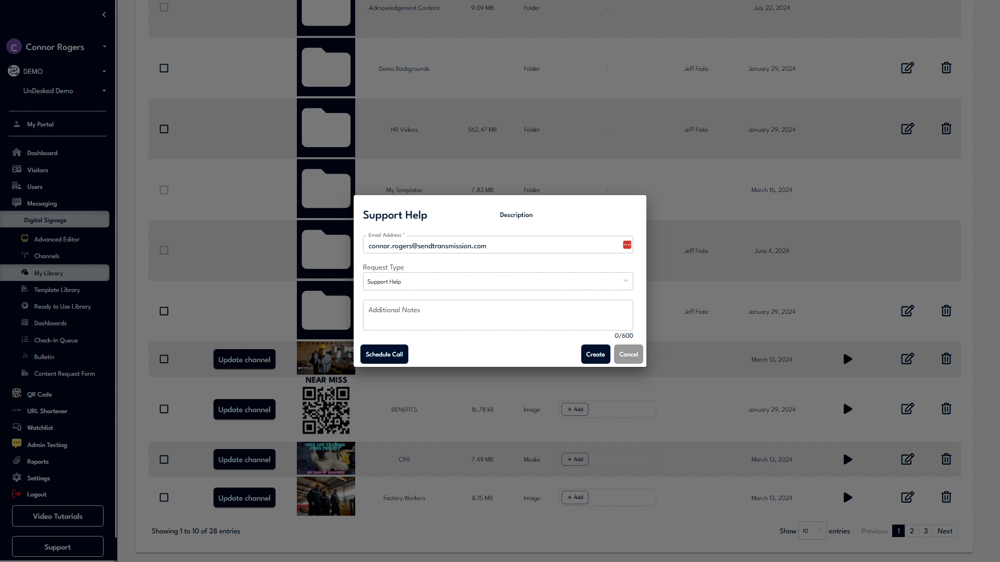 C
Connor Rogers
DEMO
UnDesked Demo
My Portal
Dashboard
Visitors
Users
Messaging
Digital Signage
Advanced Editor
Channels
My Library
Template Library
Ready to Use Library
Dashboards
Check-In Queue
Bulletin
Content Request Form
QR Code
HTTP
URL Shortener
Watchlist
Admin Texting
Reports
Settings
Logout
Video Tutorials
Support
Acknowledgement Content 9.09 MB Folder - July 22, 2024
Demo Backgrounds Folder - Jeff Fiala January 29, 2024
HR Videos 562.47 MB Folder - Jeff Fiala January 29, 2024
My Templates 7.83 MB Folder - March 15, 2024
Jeff Fiala June 4, 2024
Jeff Fiala January 29, 2024
Support Help
Description
Email Address *
connor.rogers@sendtransmission.com
Request Type
Support Help
Additional Notes
0/600
Schedule Call
Create
Cancel
Update channel BATTLE March 13, 2024
NEAR MISS
Update channel BENEFITS 16.78 kB Image + Add January 29, 2024
FREE CPR TRAINING
THIS FRIDAY!
NO SIGN UP REQUIRED
Update channel CPR 7.49 MB Media + Add March 13, 2024
Update channel Factory Workers 8.15 MB Image + Add March 13, 2024
Showing 1 to 10 of 28 entries
Show 10 entries
Previous 1 2 3 Next